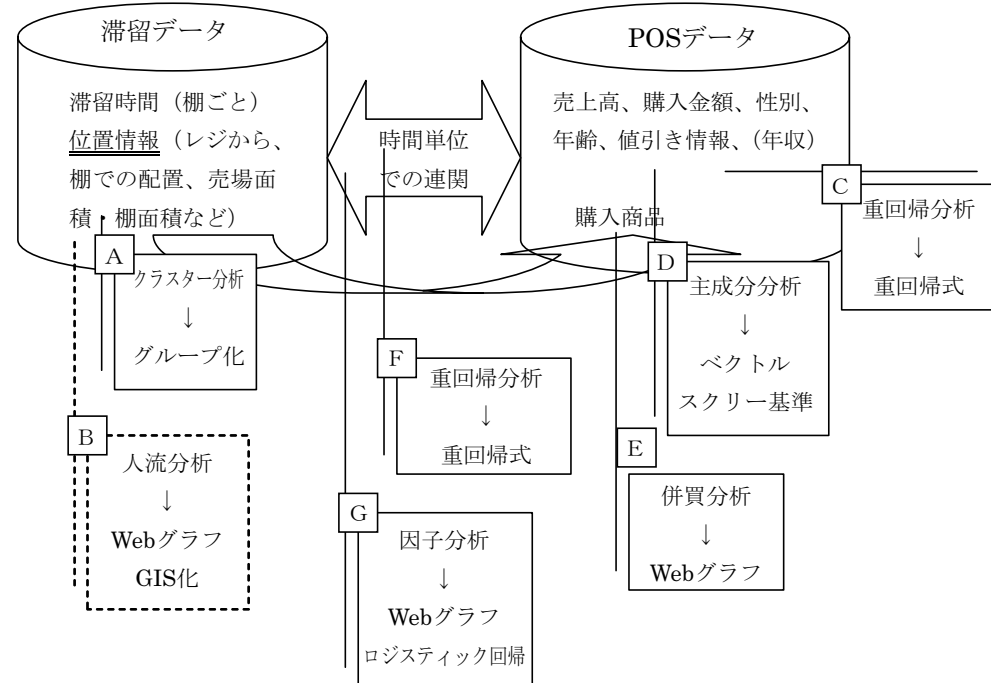 滞留データ
滞留時間（棚ごと）
位置情報（レジから、
棚での配置、売場面
積・棚面積など）
時間単位
での連関
POSデータ
売上高、購入金額、性別、
年齢、値引き情報、（年収）
購入商品
A
クラスター分析
↓
グループ化
B
人流分析
↓
Webグラフ
GIS化
C
重回帰分析
↓
重回帰式
D
主成分分析
↓
ベクトル
スクリー基準
E
併買分析
↓
Webグラフ
F
重回帰分析
↓
重回帰式
G
因子分析
↓
Webグラフ
ロジスティック回帰